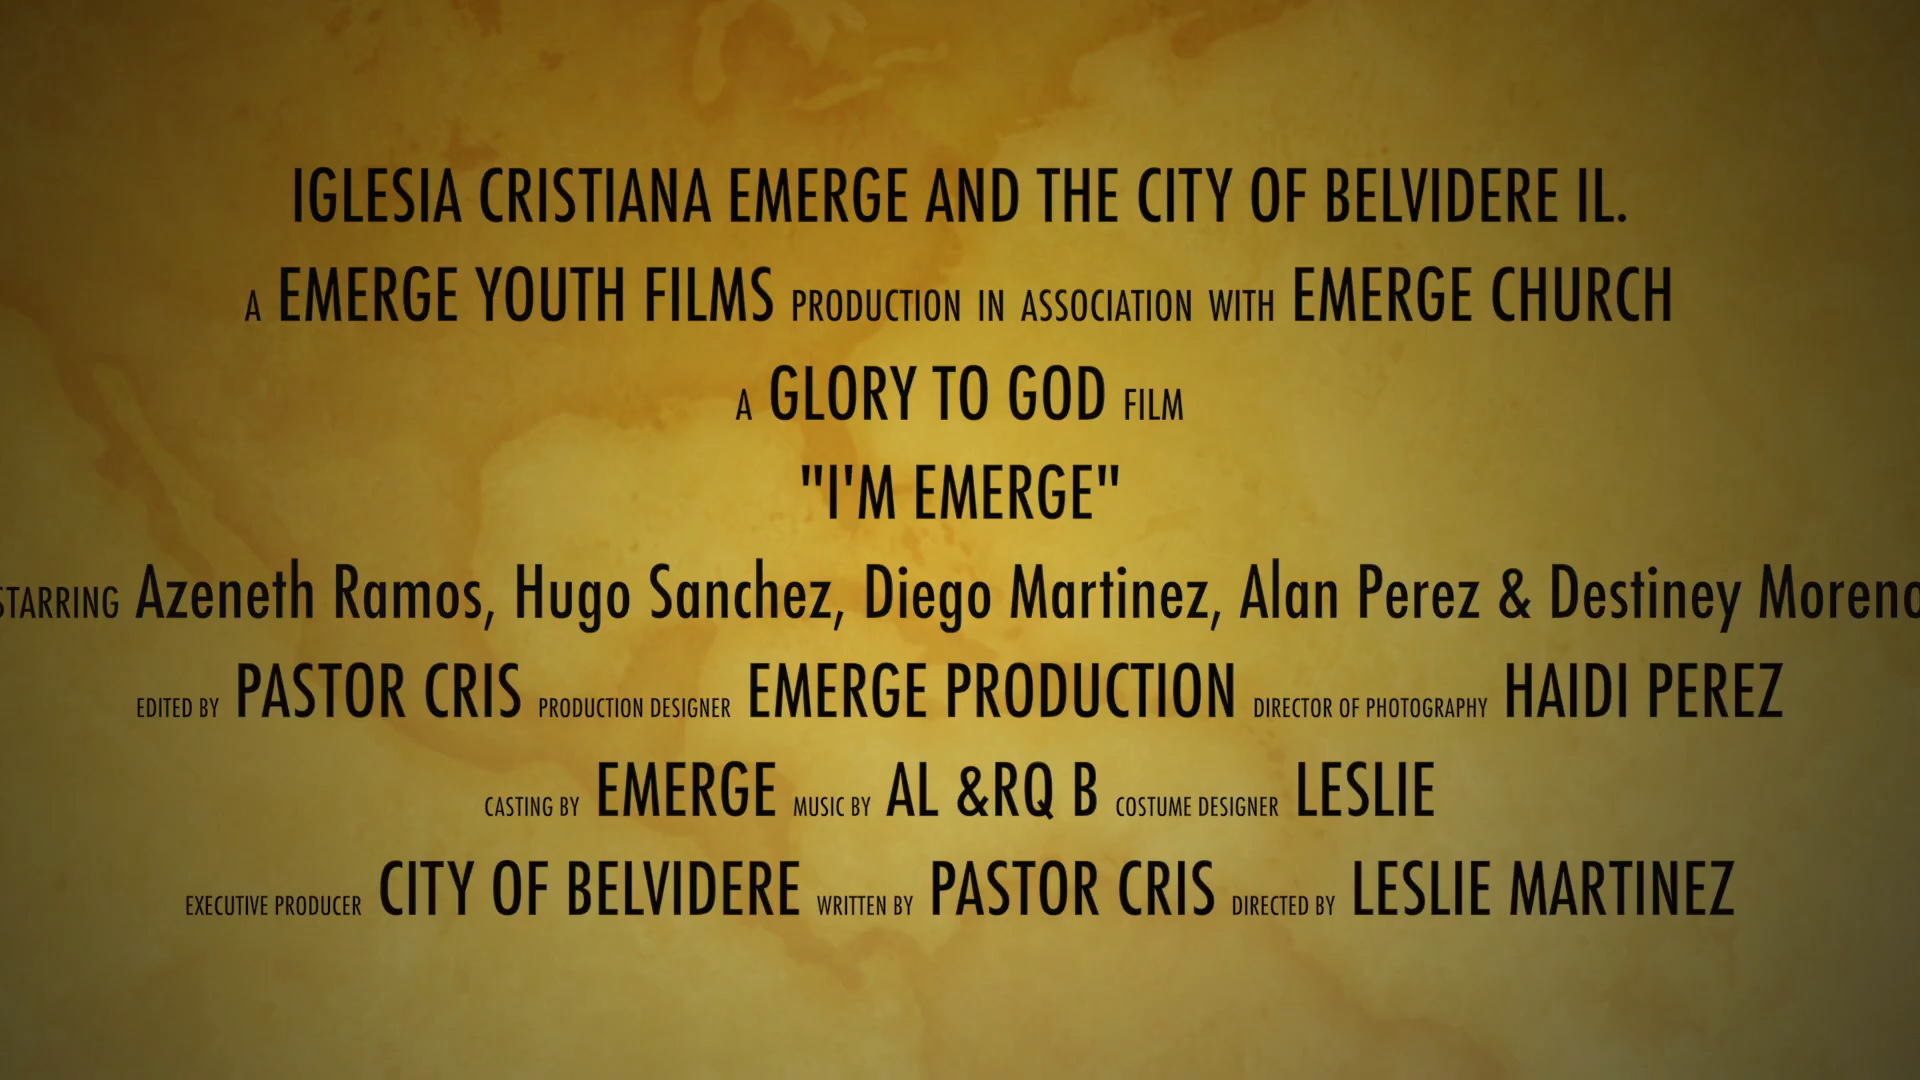 IGLESIA CRISTIANA EMERGE AND THE CITY OF BELVIDERE IL.
A EMERGE YOUTH FILMS PRODUCTION IN ASSOCIATION WITH EMERGE CHURCH
A GLORY TO GOD FILM
"I'M EMERGE"
STARRING Azeneth Ramos, Hugo Sanchez, Diego Martinez, Alan Perez & Destiney Moreno
EDITED BY PASTOR CRIS PRODUCTION DESIGNER EMERGE PRODUCTION DIRECTOR OF PHOTOGRAPHY HAIDI PEREZ
CASTING BY EMERGE MUSIC BY AL &RQ B COSTUME DESIGNER LESLIE
EXECUTIVE PRODUCER CITY OF BELVIDERE WRITTEN BY PASTOR CRIS DIRECTED BY LESLIE MARTINEZ